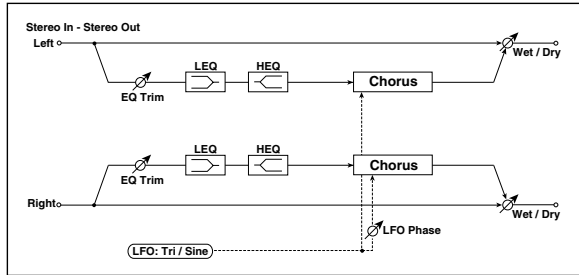 Stereo In - Stereo Out
Left
Wet / Dry
EQ Trim
LEQ
HEQ
Chorus
LEQ
HEQ
Chorus
EQ Trim
Right
Wet / Dry
LFO Phase
LFO: Tri / Sine